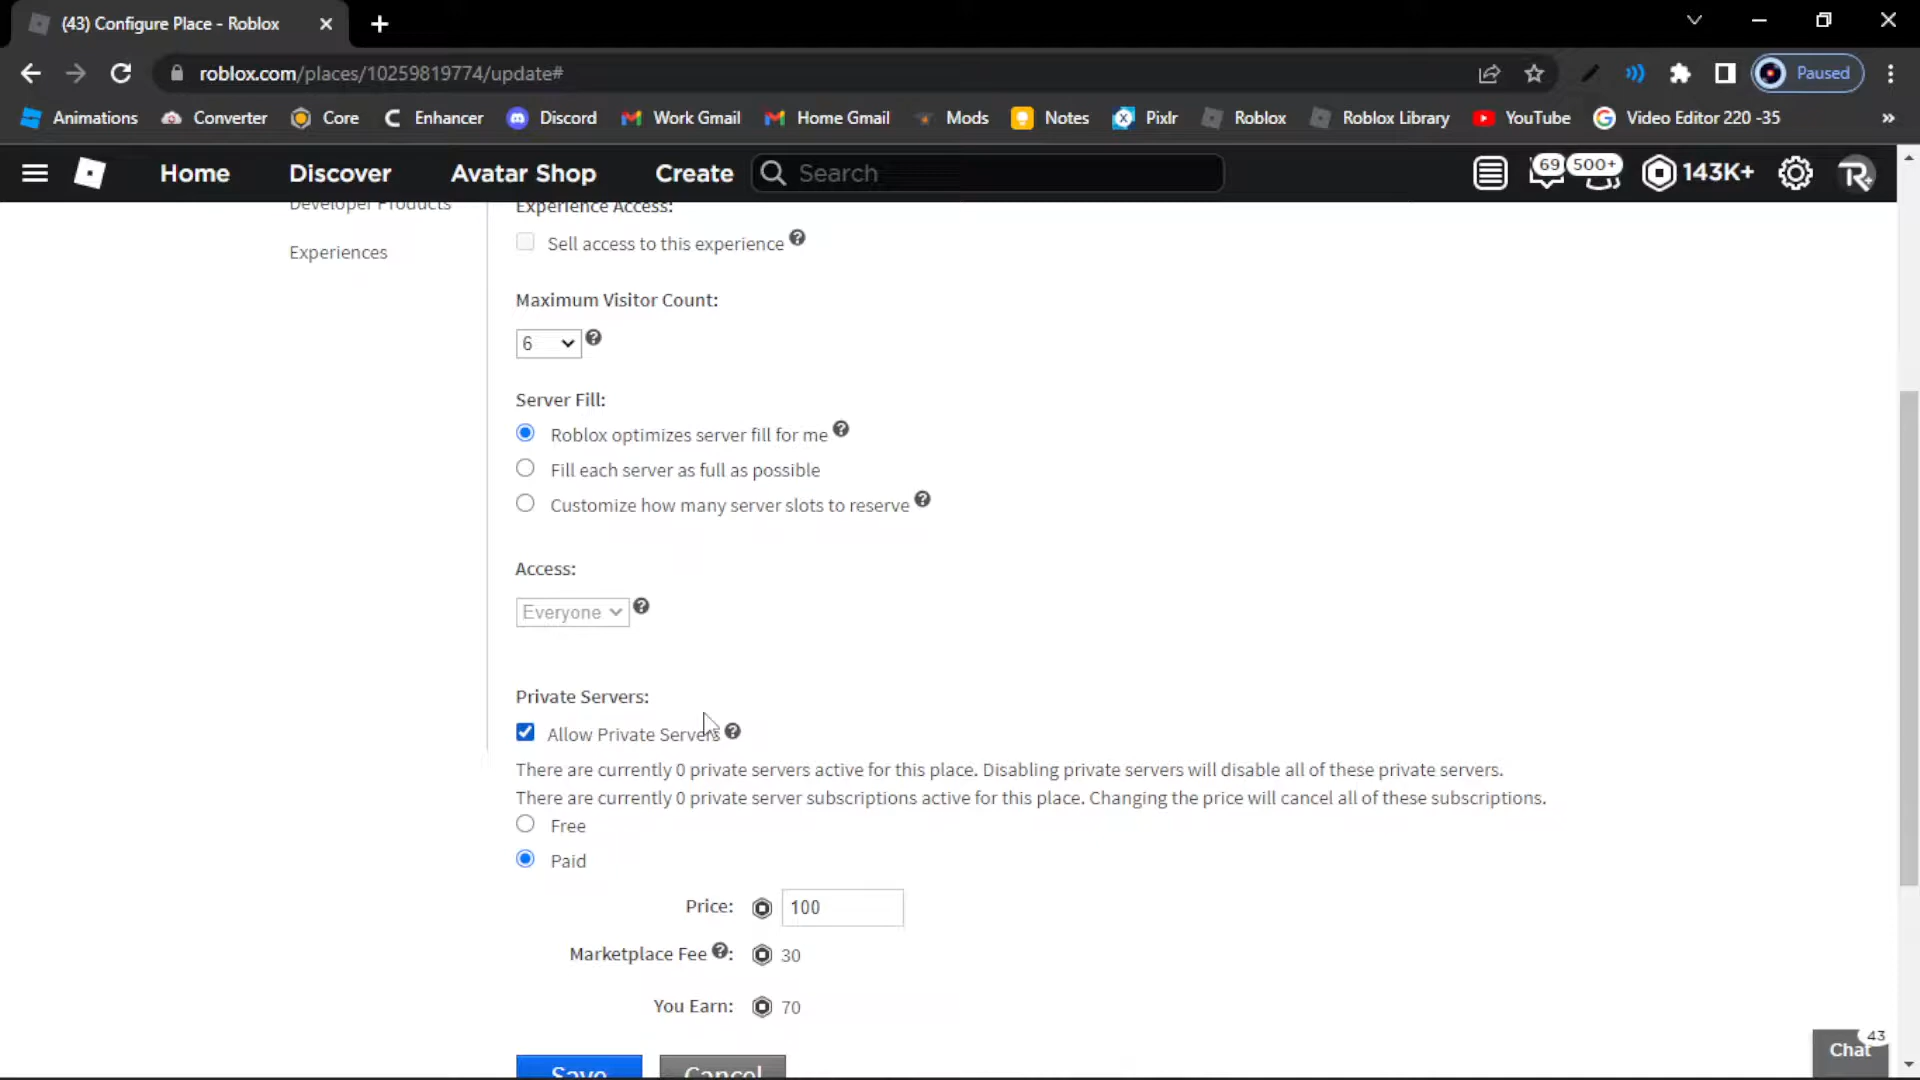 (43) Configure Place - Roblox
roblox.com/places/10259819774/update#
Paused
Animations Converter Core Enhancer Discord Work Gmail Home Gmail Mods Notes Pixlr Roblox Roblox Library YouTube Video Editor 220 -35 »
Home Discover Avatar Shop Create Search 69 500+ 143K+
Developer Products
Experiences
Experience Access:
Sell access to this experience
Maximum Visitor Count:
6
Server Fill:
Roblox optimizes server fill for me
Fill each server as full as possible
Customize how many server slots to reserve
Access:
Everyone
Private Servers:
Allow Private Servers
There are currently 0 private servers active for this place. Disabling private servers will disable all of these private servers.
There are currently 0 private server subscriptions active for this place. Changing the price will cancel all of these subscriptions.
Free
Paid
Price: 100
Marketplace Fee : 30
You Earn: 70
Save Cancel
Chat 43